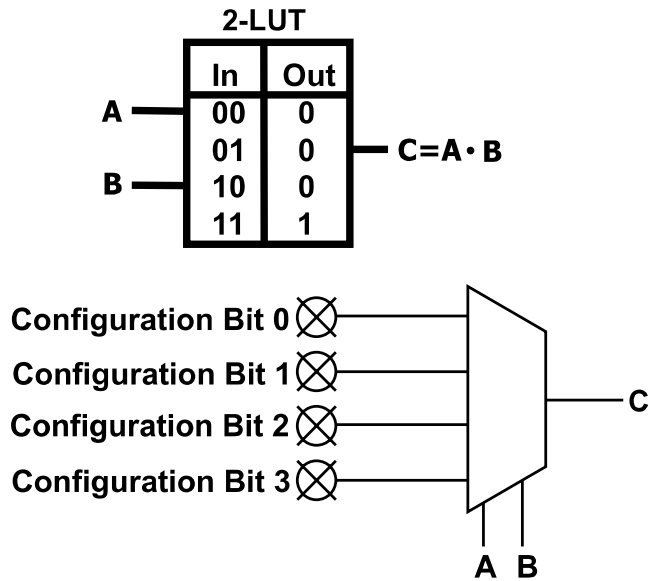 2-LUT
In Out
A 00 0
01 0 C=A•B
B 10 0
11 1
Configuration Bit 0
Configuration Bit 1
C
Configuration Bit 2
Configuration Bit 3
A B